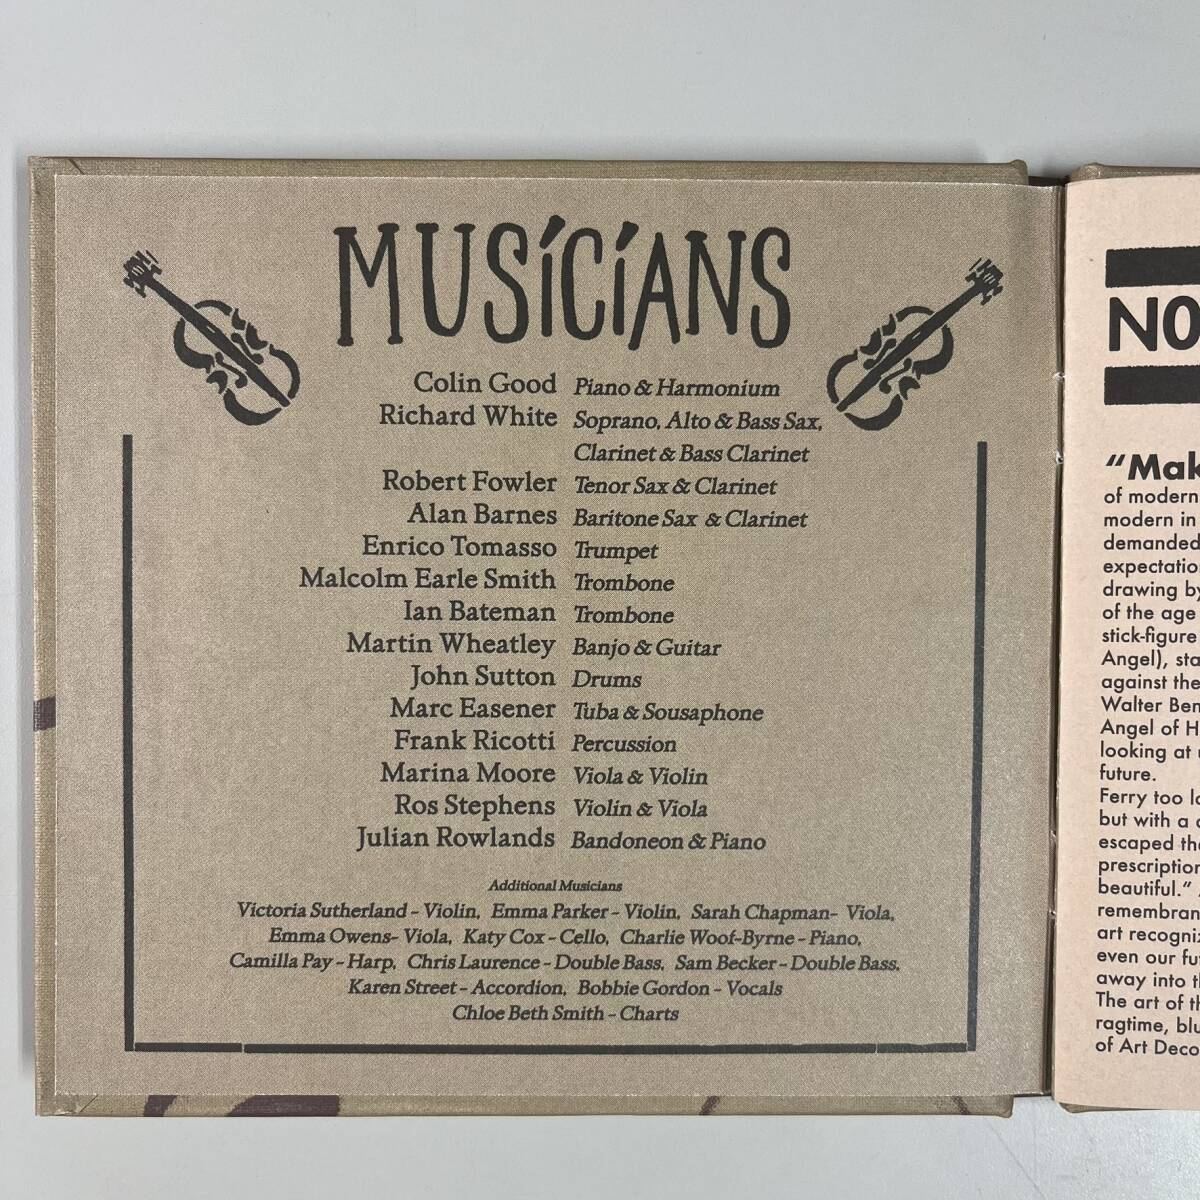 MUSICIANS
Colin Good Piano & Harmonium
Richard White Soprano, Alto & Bass Sax,
Clarinet & Bass Clarinet
Robert Fowler Tenor Sax & Clarinet
Alan Barnes Baritone Sax & Clarinet
Enrico Tomasso Trumpet
Malcolm Earle Smith Trombone
Ian Bateman Trombone
Martin Wheatley Banjo & Guitar
John Sutton Drums
Marc Easener Tuba & Sousaphone
Frank Ricotti Percussion
Marina Moore Viola & Violin
Ros Stephens Violin & Viola
Julian Rowlands Bandoneon & Piano
Additional Musicians
Victoria Sutherland - Violin, Emma Parker - Violin, Sarah Chapman- Viola,
Emma Owens- Viola, Katy Cox - Cello, Charlie Woof-Byrne - Piano,
Camilla Pay - Harp, Chris Laurence - Double Bass, Sam Becker - Double Bass,
Karen Street - Accordion, Bobbie Gordon - Vocals
Chloe Beth Smith - Charts
NO
"Mak
of modern
modern in
demanded
expectation
drawing by
of the age
stick-figure
Angel), sta
against the
Walter Ben
Angel of H
looking at u
future.
Ferry too lo
but with a
escaped the
prescription
beautiful."
remembran
art recogniz
even our fut
away into th
The art of th
ragtime, blu
of Art Deco